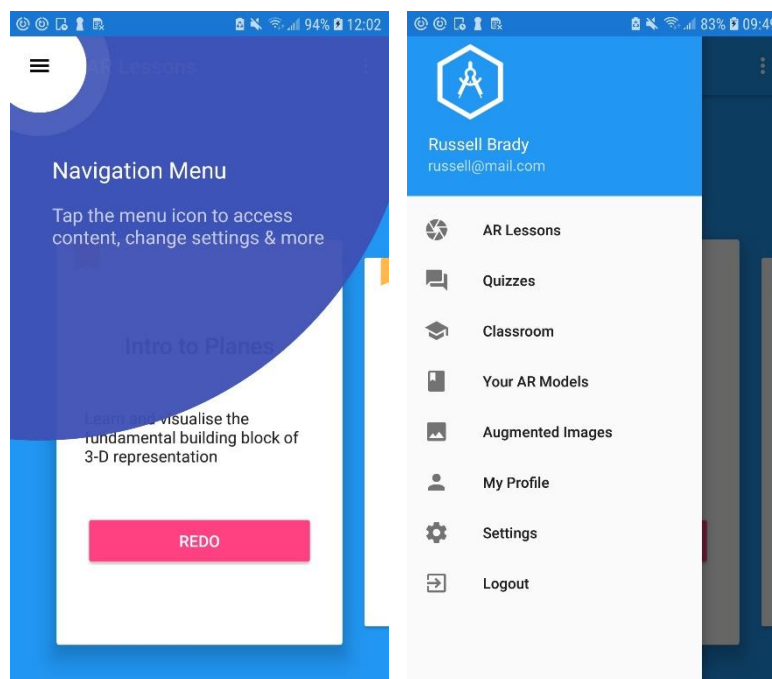 94% 12:02
AR Lessons
Navigation Menu
Tap the menu icon to access
content, change settings & more
Intro to Planes
Learn and visualise the
fundamental building block of
3-D representation
REDO
83% 09:49
Russell Brady
russell@mail.com
AR Lessons
Quizzes
Classroom
Your AR Models
Augmented Images
My Profile
Settings
Logout